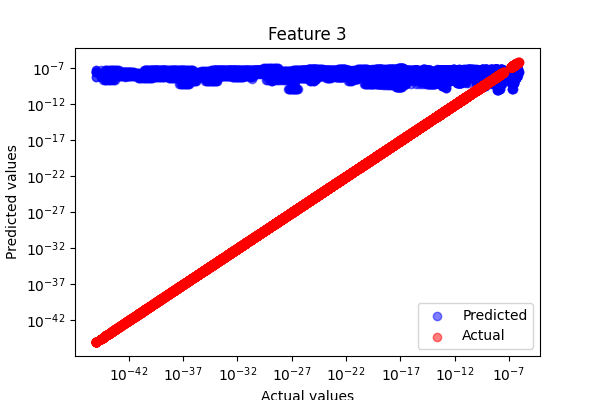 Feature 3
Predicted values
10⁻⁷
10⁻¹²
10⁻¹⁷
10⁻²²
10⁻²⁷
10⁻³²
10⁻³⁷
10⁻⁴²
Predicted
Actual
10⁻⁴² 10⁻³⁷ 10⁻³² 10⁻²⁷ 10⁻²² 10⁻¹⁷ 10⁻¹² 10⁻⁷
Actual values